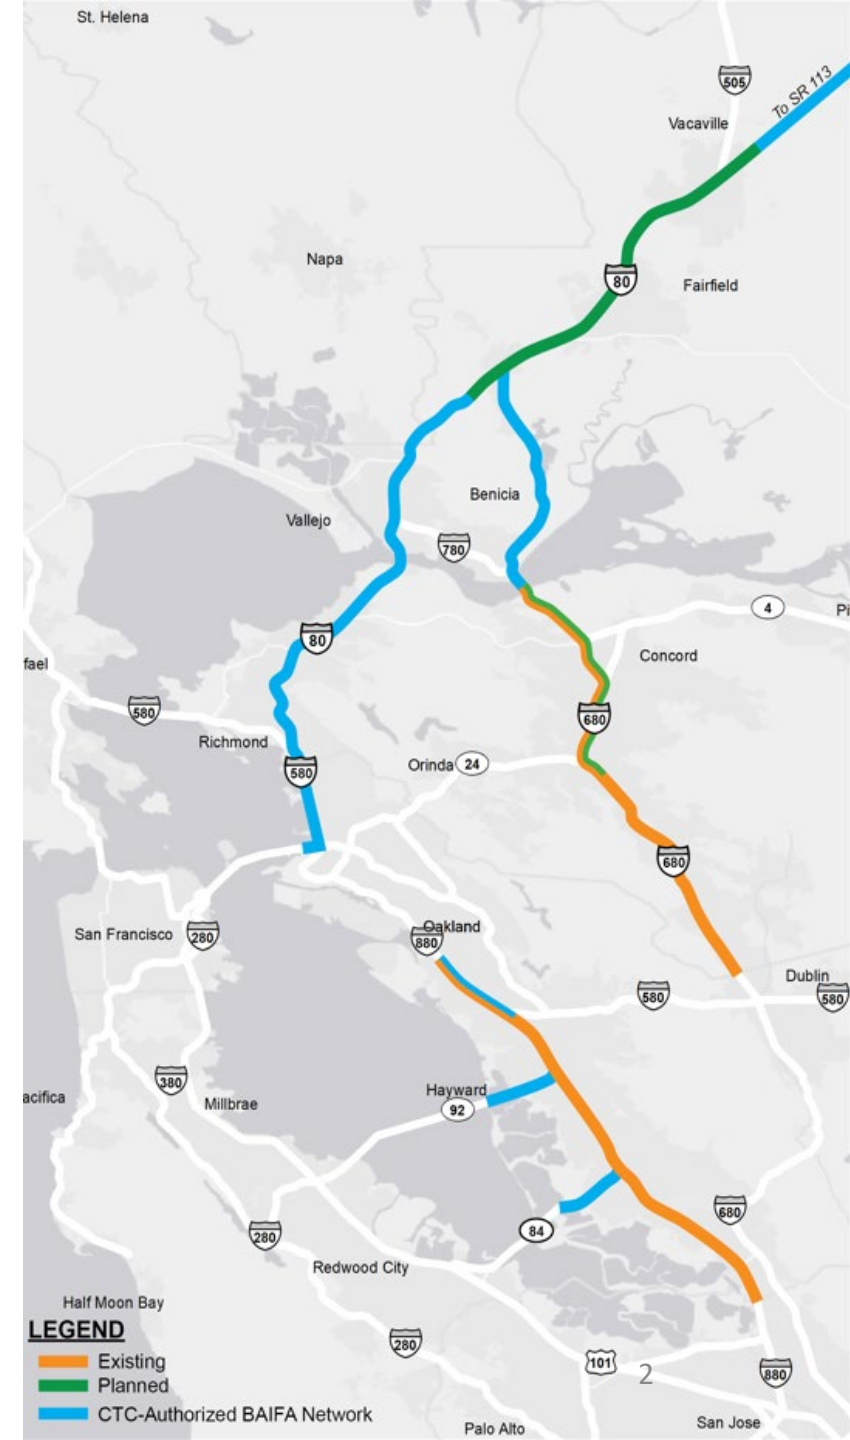 St. Helena
505
To SR 113
Vacaville
Napa
80
Fairfield
Benicia
Vallejo
780
4
Pi
80
Concord
fael
580
680
Richmond
580
Orinda
24
680
Oakland
San Francisco
280
880
Dublin
580
580
380
Hayward
acifica
Millbrae
92
680
84
280
Redwood City
Half Moon Bay
LEGEND
280
Existing
101
2
Planned
880
CTC-Authorized BAIFA Network
San Jose
Palo Alto